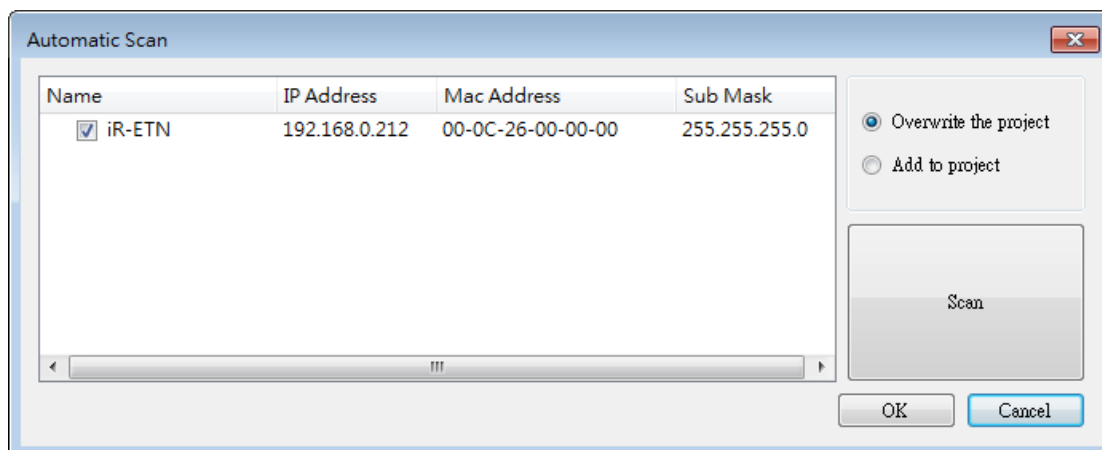 Automatic Scan
Name IP Address Mac Address Sub Mask
iR-ETN 192.168.0.212 00-0C-26-00-00-00 255.255.255.0
Overwrite the project
Add to project
Scan
OK Cancel